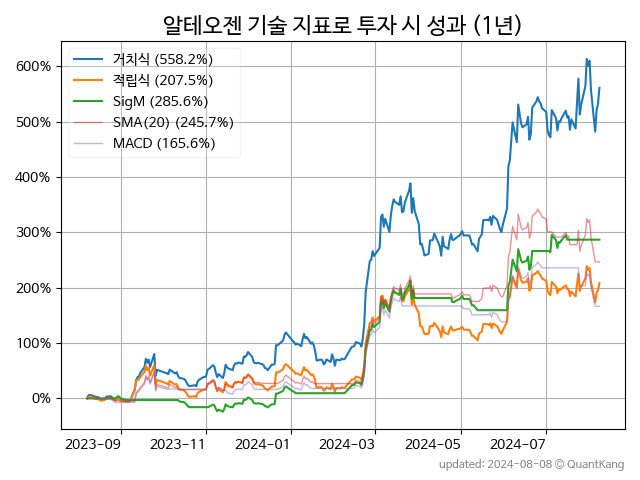 알테오젠 기술 지표로 투자 시 성과 (1년)
거치식 (558.2%)
적립식 (207.5%)
SigM (285.6%)
SMA(20) (245.7%)
MACD (165.6%)
600%
500%
400%
300%
200%
100%
0%
2023-09 2023-11 2024-01 2024-03 2024-05 2024-07
updated: 2024-08-08 © QuantKang